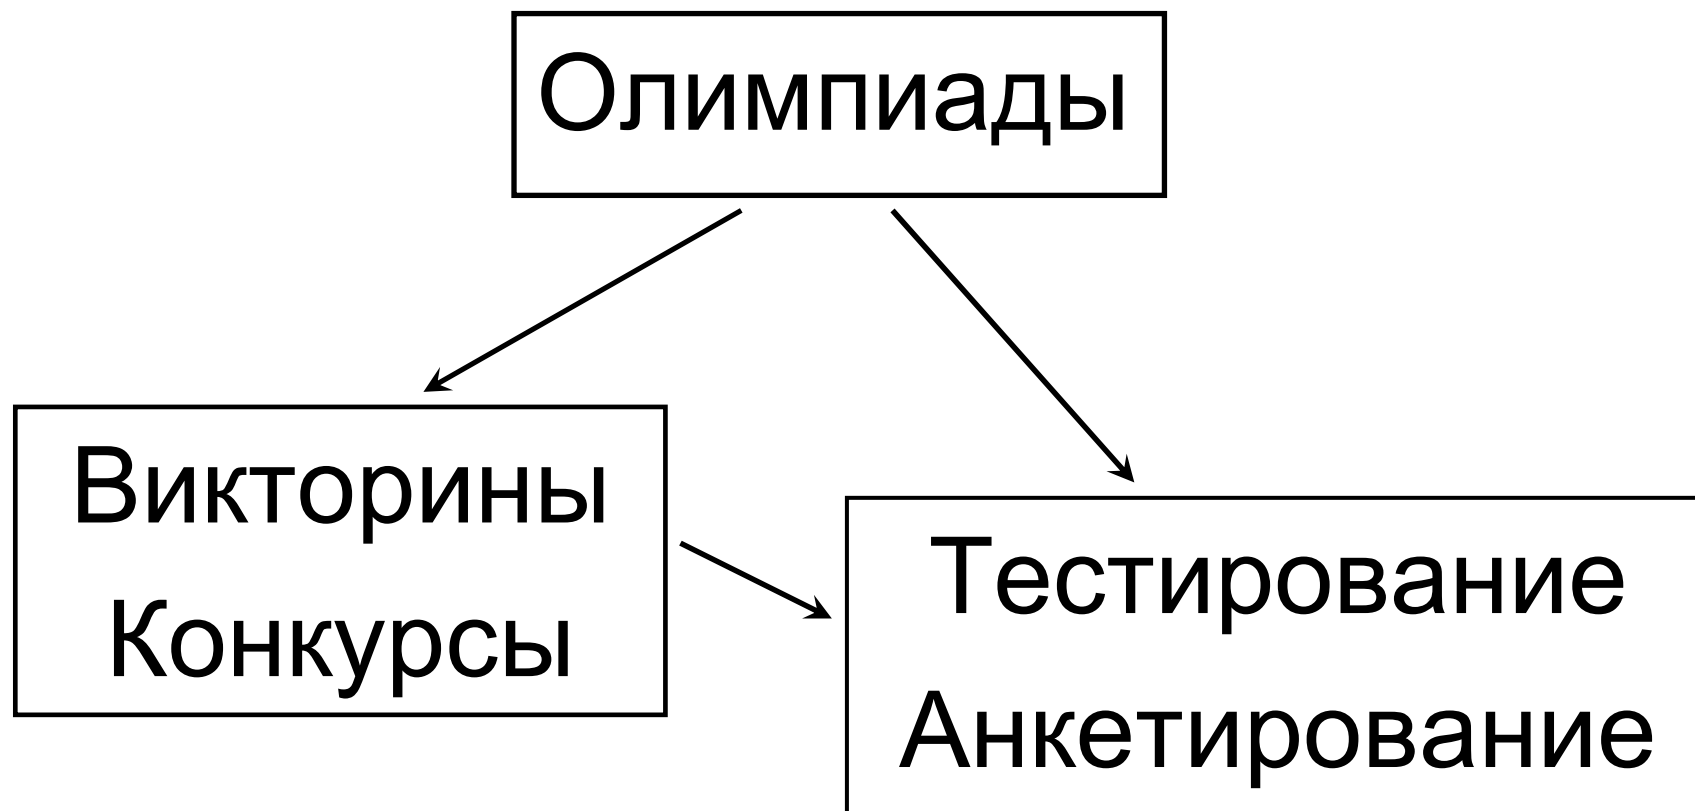 Олимпиады
Викторины
Конкурсы
Тестирование
Анкетирование